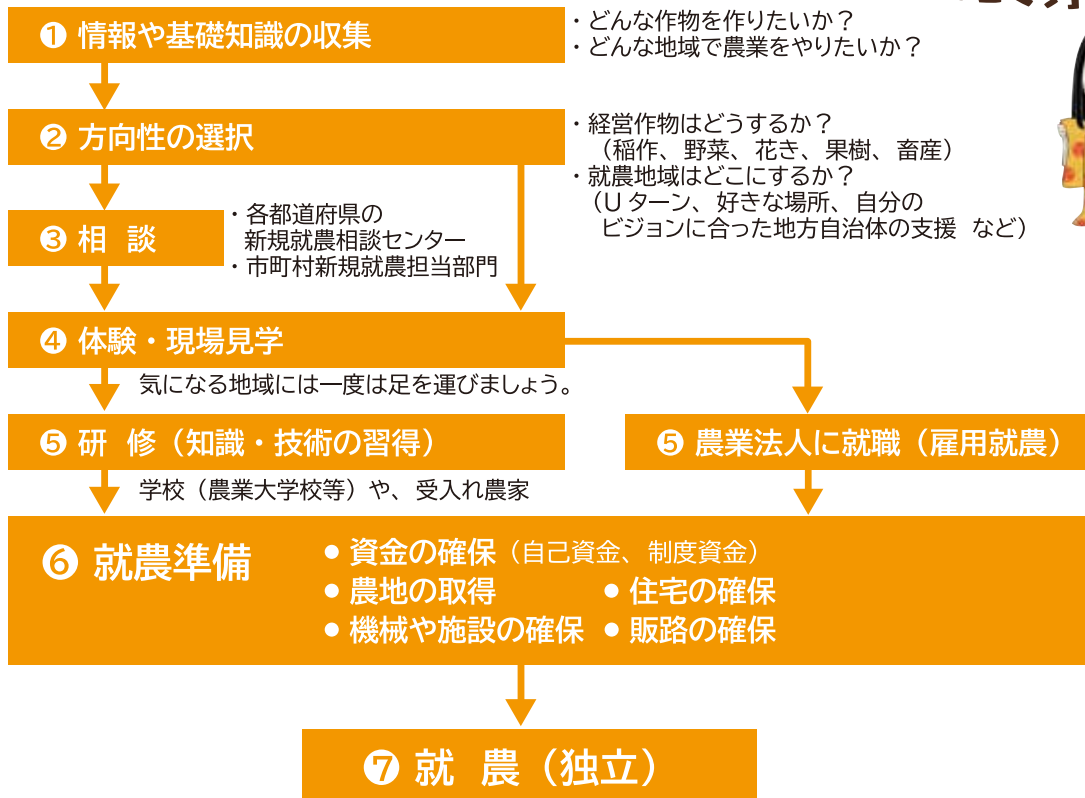 ❶ 情報や基礎知識の収集
・どんな作物を作りたいか？
・どんな地域で農業をやりたいか？
❷ 方向性の選択
・経営作物はどうするか？
（稲作、野菜、花き、果樹、畜産）
・就農地域はどこにするか？
（Uターン、好きな場所、自分の
ビジョンに合った地方自治体の支援 など）
❸ 相 談
・各都道府県の
新規就農相談センター
・市町村新規就農担当部門
❹ 体験・現場見学
気になる地域には一度は足を運びましょう。
❺ 研 修（知識・技術の習得）
学校（農業大学校等）や、受入れ農家
❺ 農業法人に就職（雇用就農）
❻ 就農準備
● 資金の確保（自己資金、制度資金）
● 農地の取得 ● 住宅の確保
● 機械や施設の確保 ● 販路の確保
❼ 就 農（独立）